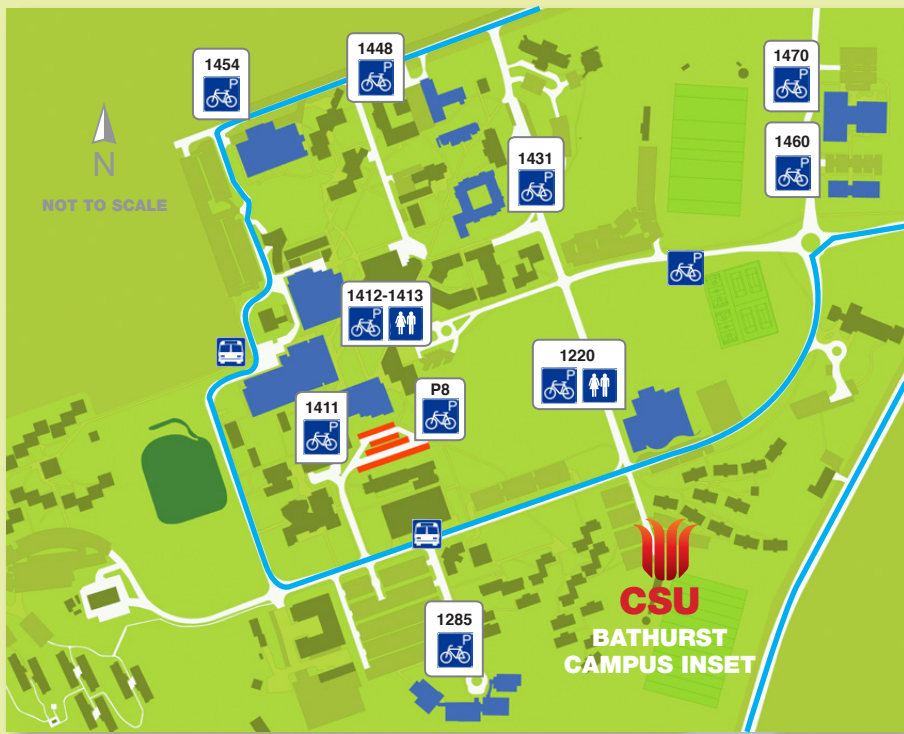 1448
1454
P
P
1470
P
1460
P
1431
P
N
NOT TO SCALE
P
1412-1413
P
1220
P
P8
P
1411
P
CSU
BATHURST
CAMPUS INSET
1285
P